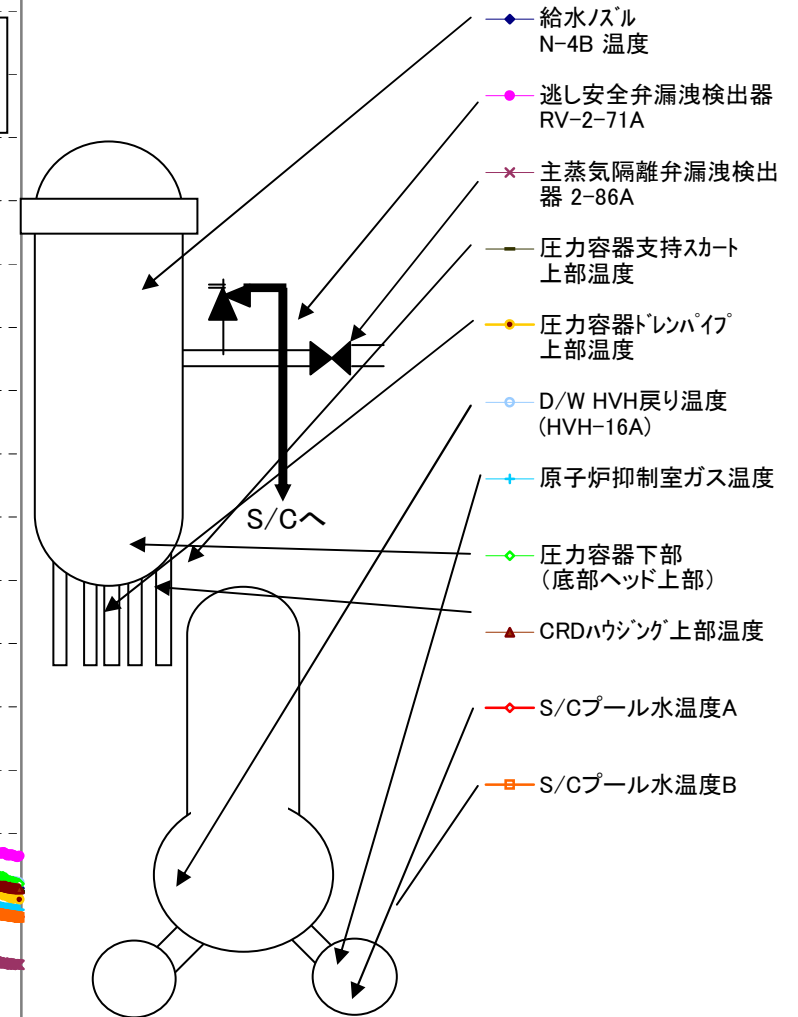 給水ノズル
N-4B 温度
逃し安全弁漏洩検出器
RV-2-71A
主蒸気隔離弁漏洩検出
器 2-86A
圧力容器支持スカート
上部温度
圧力容器ドレンパイプ
上部温度
D/W HVH戻り温度
(HVH-16A)
原子炉抑制室ガス温度
S/Cへ
圧力容器下部
（底部ヘッド上部）
CRDハウジング上部温度
S/Cプール水温度A
S/Cプール水温度B